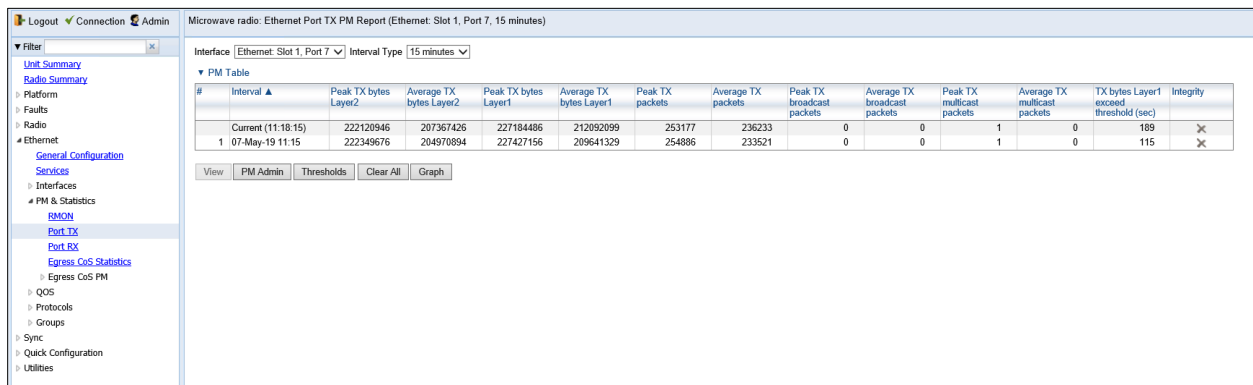 Logout Connection Admin
Microwave radio: Ethernet Port TX PM Report (Ethernet: Slot 1, Port 7, 15 minutes)
Filter
Unit Summary
Radio Summary
Platform
Faults
Radio
Ethernet
General Configuration
Services
Interfaces
PM & Statistics
RMON
Port TX
Port RX
Egress CoS Statistics
Egress CoS PM
QOS
Protocols
Groups
Sync
Quick Configuration
Utilities
Interface Ethernet: Slot 1, Port 7 Interval Type 15 minutes
PM Table
# Interval ▲ Peak TX bytes Layer2 Average TX bytes Layer2 Peak TX bytes Layer1 Average TX bytes Layer1 Peak TX packets Average TX packets Peak TX broadcast packets Average TX broadcast packets Peak TX multicast packets Average TX multicast packets TX bytes Layer1 exceed threshold (sec) Integrity
Current (11:18:15) 222120946 207367426 227184486 212092099 253177 236233 0 0 1 0 189
1 07-May-19 11:15 222349676 204970894 227427156 209641329 254886 233521 0 0 1 0 115
View PM Admin Thresholds Clear All Graph